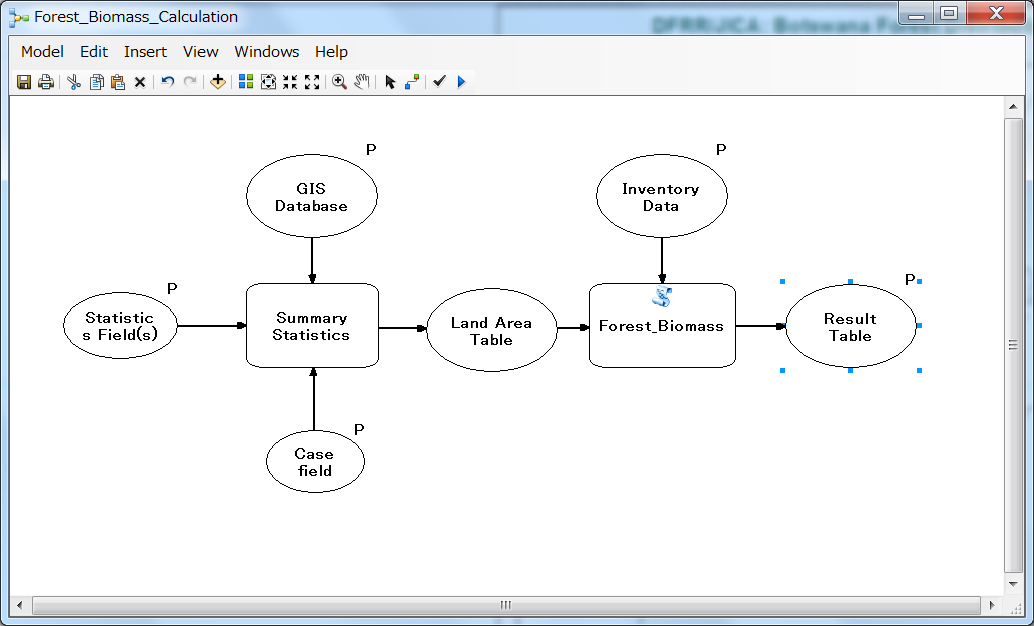 Forest_Biomass_Calculation
DFRR/JICA: Botswana Forest
Model Edit Insert View Windows Help
P
P
GIS
Database
Inventory
Data
P
P
Statistic
s Field(s)
Summary
Statistics
Land Area
Table
Forest_Biomass
Result
Table
P
Case
field